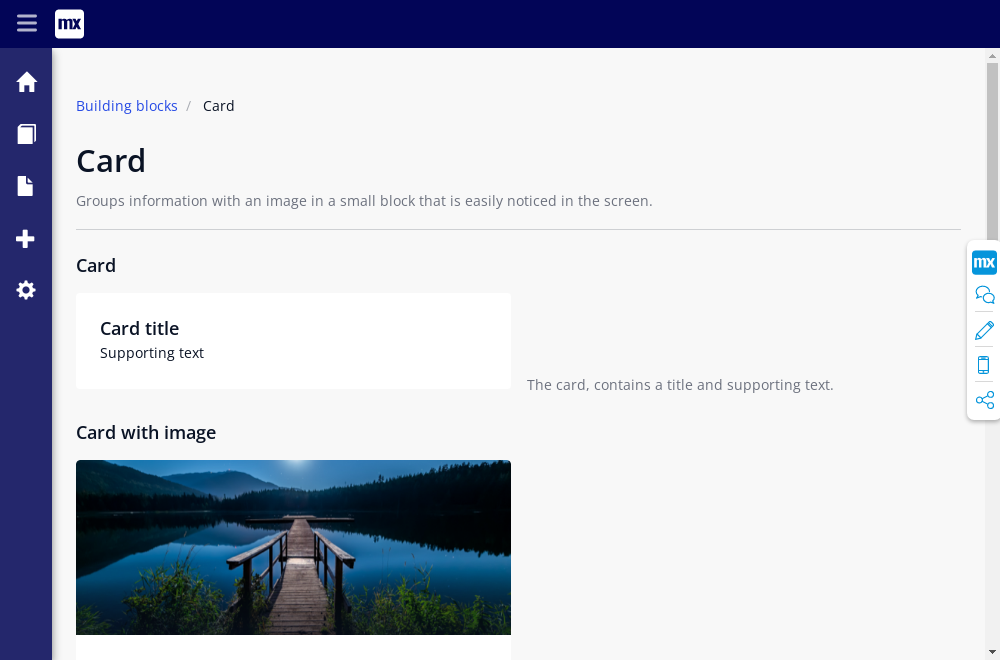 mx
Building blocks / Card
Card
Groups information with an image in a small block that is easily noticed in the screen.
Card
Card title
Supporting text
The card, contains a title and supporting text.
mx
Card with image